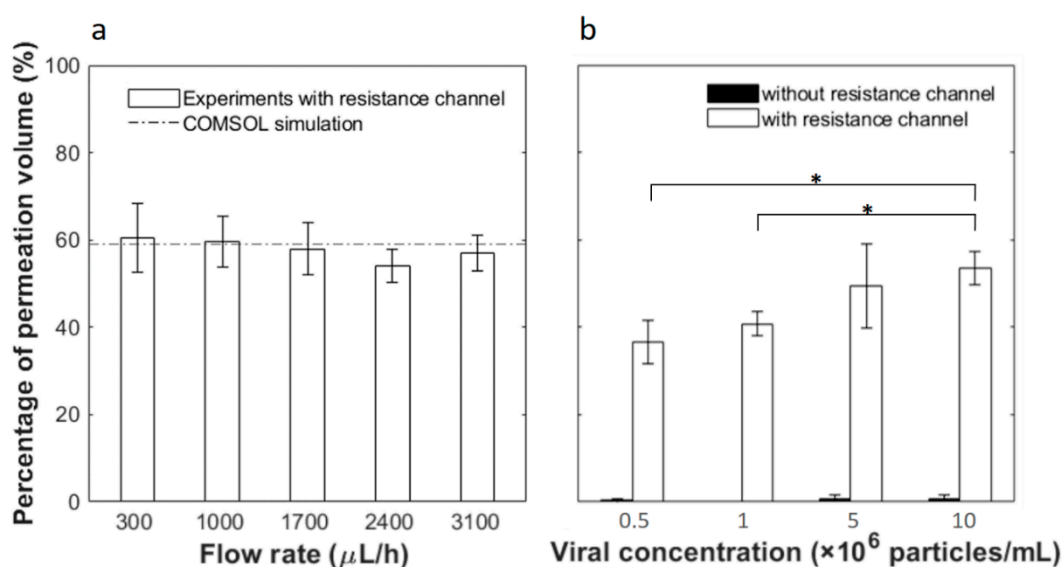 a
Percentage of permeation volume (%)
100
80
60
40
20
0
Experiments with resistance channel
COMSOL simulation
300 1000 1700 2400 3100
Flow rate (μL/h)
b
without resistance channel
with resistance channel
*
*
0.5 1 5 10
Viral concentration (×10⁶ particles/mL)